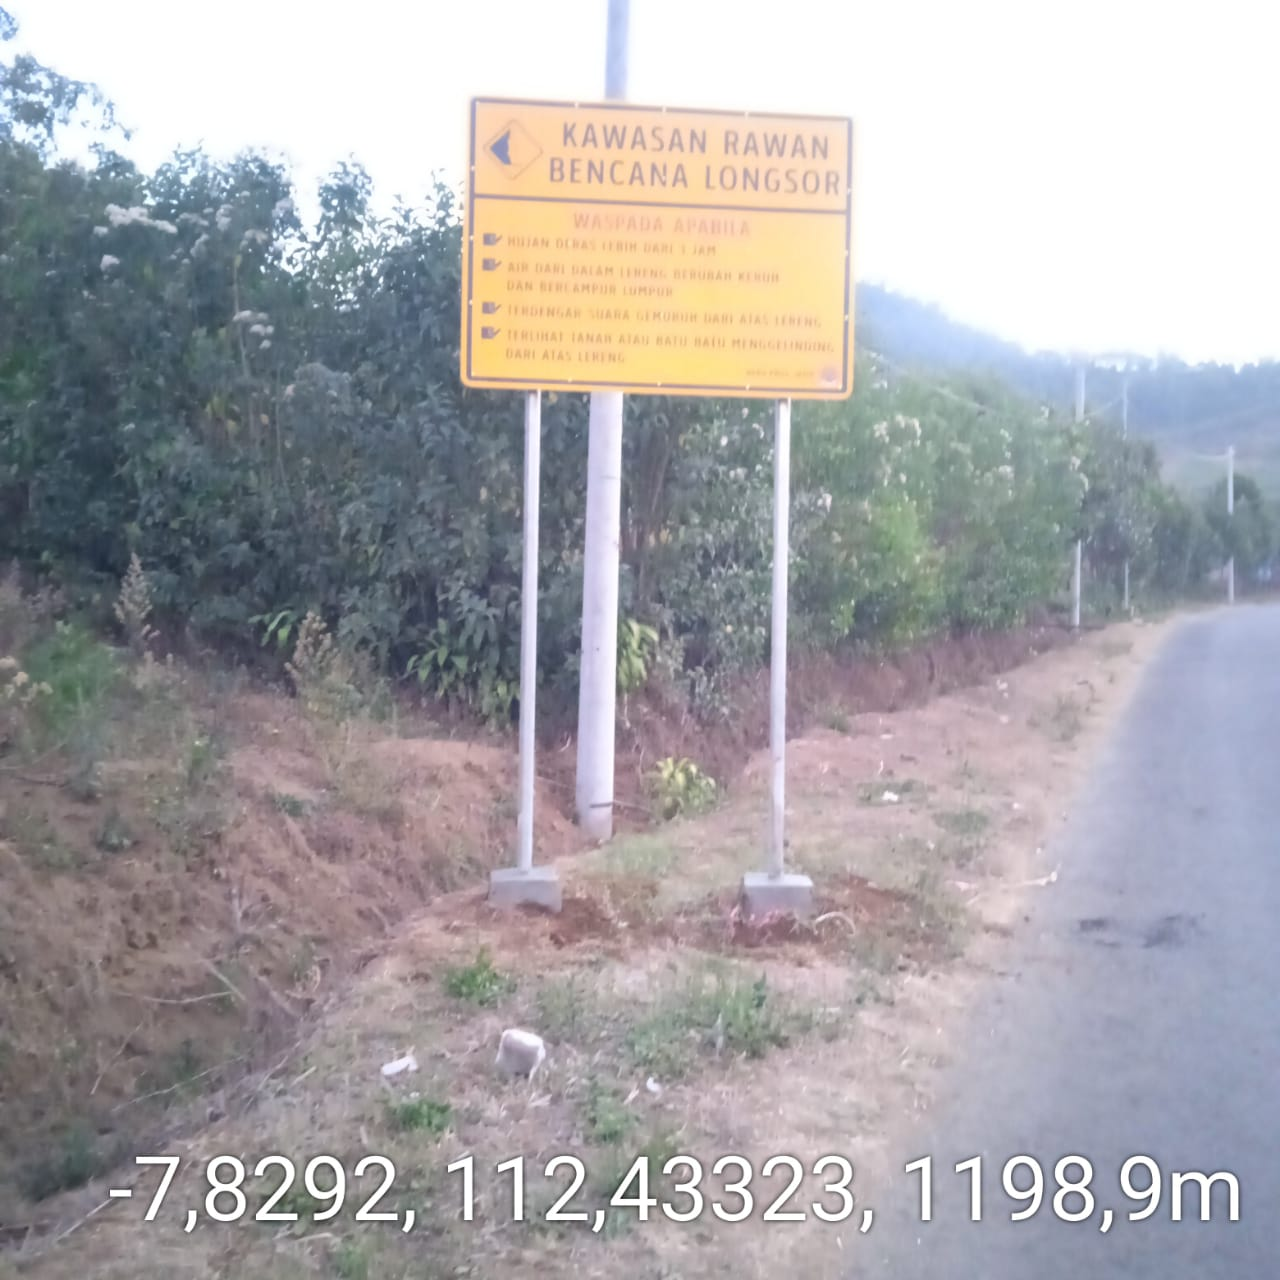 KAWASAN RAWAN
BENCANA LONGSOR
WASPADA APABILA
HUJAN DERAS LEBIH DARI 1 JAM
AIR DARI DALAM LERENG BERUBAH KERUH
DAN BERCAMPUR LUMPUR
TERDENGAR SUARA GEMURUH DARI ATAS LERENG
TERLIHAT TANAH ATAU BATU BATU MENGGELINDING
DARI ATAS LERENG
-7,8292, 112,43323, 1198,9m